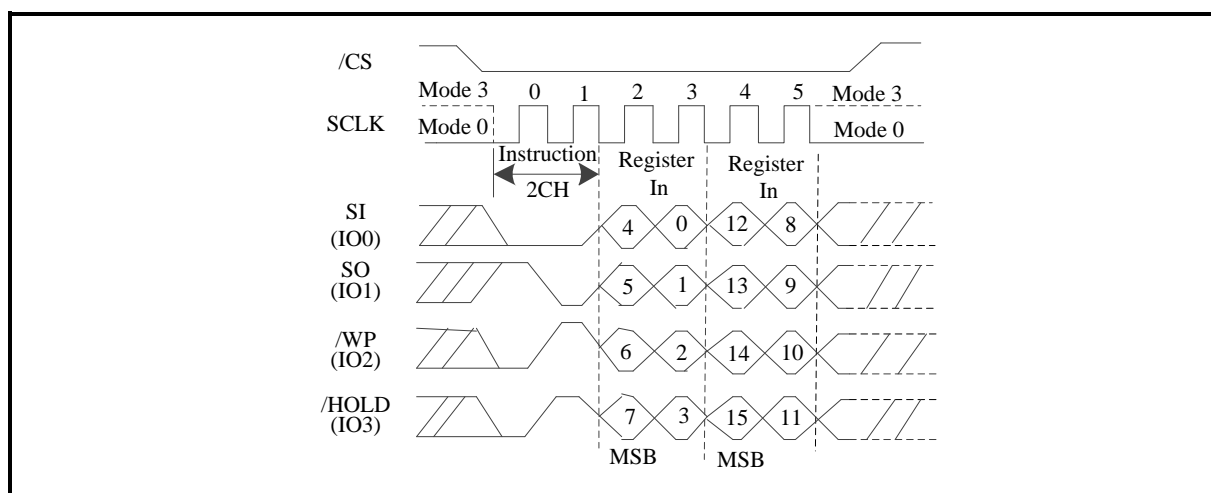 /CS
Mode 3 0 1 2 3 4 5 Mode 3
SCLK
Mode 0 Mode 0
Instruction Register Register
2CH In In
SI
(IO0)
4 0 12 8
SO
(IO1)
5 1 13 9
/WP
(IO2)
6 2 14 10
/HOLD
(IO3)
7 3 15 11
MSB MSB